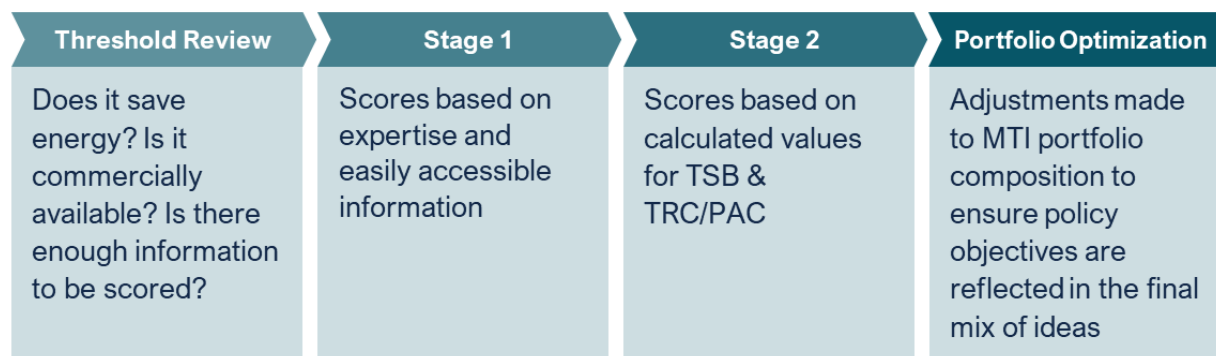 Threshold Review
Does it save
energy? Is it
commercially
available? Is there
enough information
to be scored?
Stage 1
Scores based on
expertise and
easily accessible
information
Stage 2
Scores based on
calculated values
for TSB &
TRC/PAC
Portfolio Optimization
Adjustments made
to MTI portfolio
composition to
ensure policy
objectives are
reflected in the final
mix of ideas